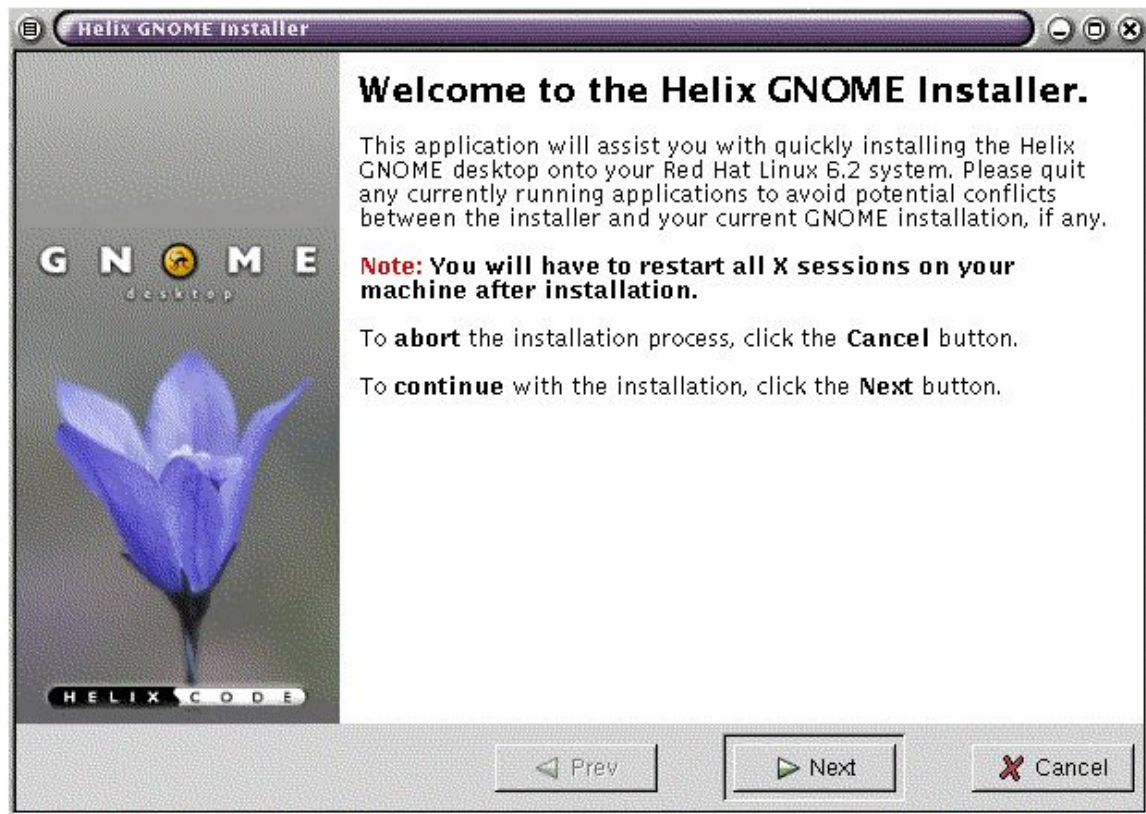 Helix GNOME Installer
Welcome to the Helix GNOME Installer.
This application will assist you with quickly installing the Helix
GNOME desktop onto your Red Hat Linux 6.2 system. Please quit
any currently running applications to avoid potential conflicts
between the installer and your current GNOME installation, if any.
Note: You will have to restart all X sessions on your
machine after installation.
To abort the installation process, click the Cancel button.
To continue with the installation, click the Next button.
GNOME
desktop
HELIX CODE
Prev
Next
Cancel